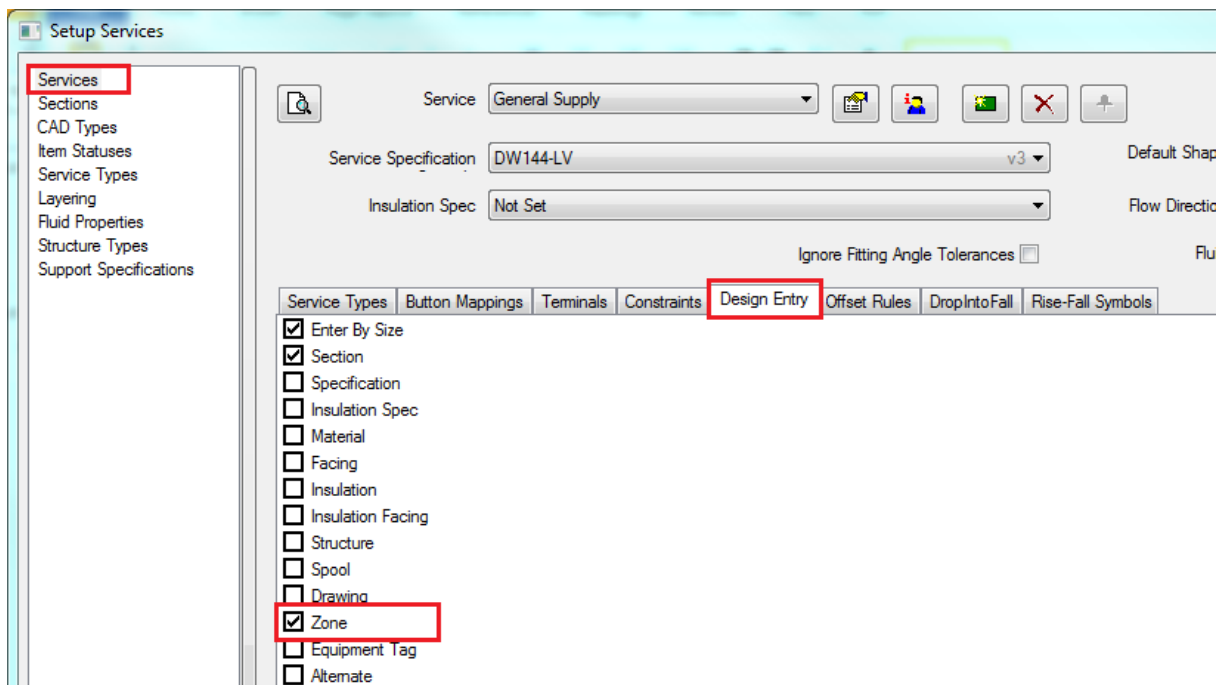 Setup Services
Services
Sections
CAD Types
Item Statuses
Service Types
Layering
Fluid Properties
Structure Types
Support Specifications
Service General Supply
Service Specification DW144-LV v3 Default Shap
Insulation Spec Not Set Flow Directio
Ignore Fitting Angle Tolerances Flu
Service Types Button Mappings Terminals Constraints Design Entry Offset Rules DropIntoFall Rise-Fall Symbols
Enter By Size
Section
Specification
Insulation Spec
Material
Facing
Insulation
Insulation Facing
Structure
Spool
Drawing
Zone
Equipment Tag
Alternate